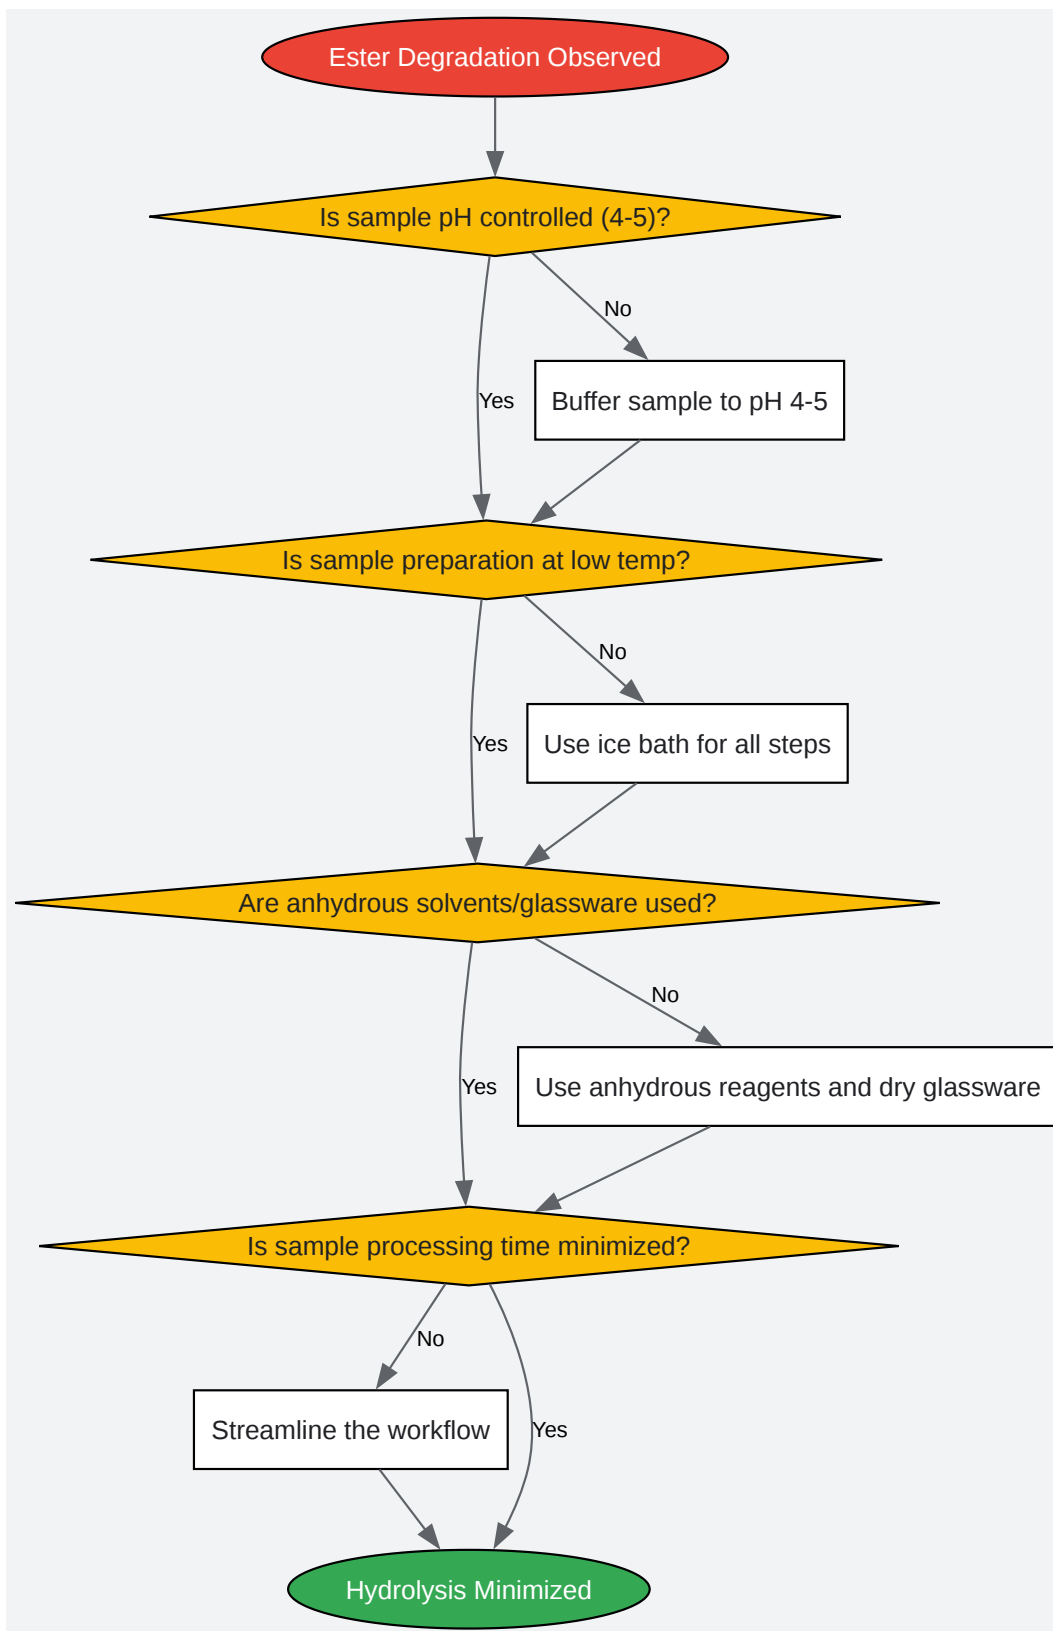 Ester Degradation Observed
Is sample pH controlled (4-5)?
No
Yes
Buffer sample to pH 4-5
Is sample preparation at low temp?
No
Yes
Use ice bath for all steps
Are anhydrous solvents/glassware used?
No
Yes
Use anhydrous reagents and dry glassware
Is sample processing time minimized?
No
Streamline the workflow
Yes
Hydrolysis Minimized